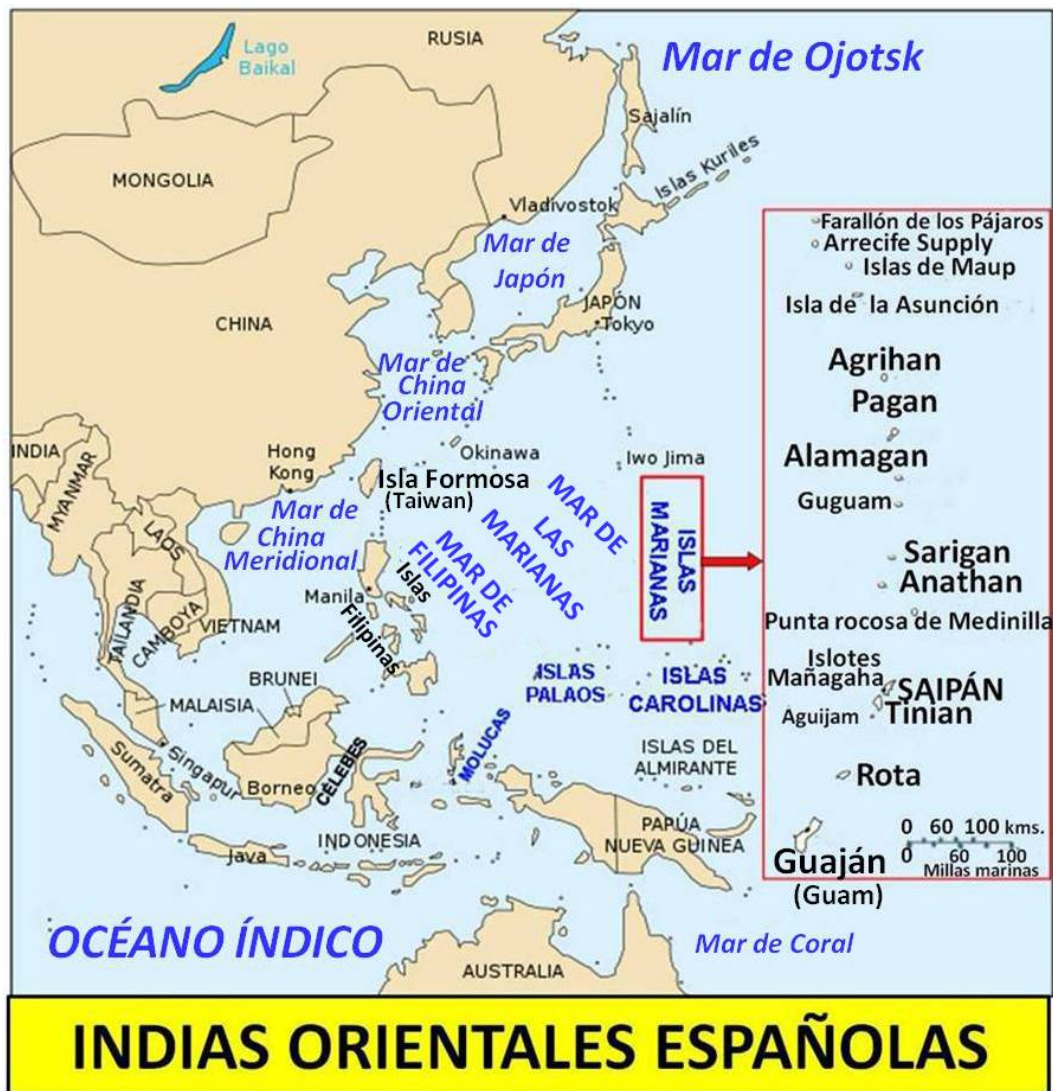 RUSIA
Mar de Ojotsk
Lago
Baikal
Sajalín
MONGOLIA
Islas Kuriles
Vladivostok
Mar de
Japón
JAPÓN
Tokyo
CHINA
Mar de
China
Oriental
INDIA
MYANMAR
Hong
Kong
Okinawa
Iwo Jima
Isla Formosa
(Taiwan)
Mar de
China
Meridional
LAOS
TAILANDIA
CAMBOYA
VIETNAM
Manila
Islas
Filipinas
MAR DE
FILIPINAS
MAR DE
LAS
MARIANAS
ISLAS
MARIANAS
ISLAS
PALAOS
ISLAS
CAROLINAS
BRUNEI
MALAISIA
Singapur
Sumatra
Borneo
CÉLEBES
MOLUCAS
ISLAS DEL
ALMIRANTE
INDONESIA
Java
PAPÚA
NUEVA GUINEA
OCÉANO ÍNDICO
Mar de Coral
AUSTRALIA
Farallón de los Pájaros
Arrecife Supply
Islas de Maup
Isla de la Asunción
Agrihan
Pagan
Alamagan
Guguam
Sarigan
Anathan
Punta rocosa de Medinilla
Islotes
Mañagaha
SAIPÁN
Tinian
Aguijam
Rota
0 60 100 kms.
0 60 100
Millas marinas
Guaján
(Guam)
INDIAS ORIENTALES ESPAÑOLAS